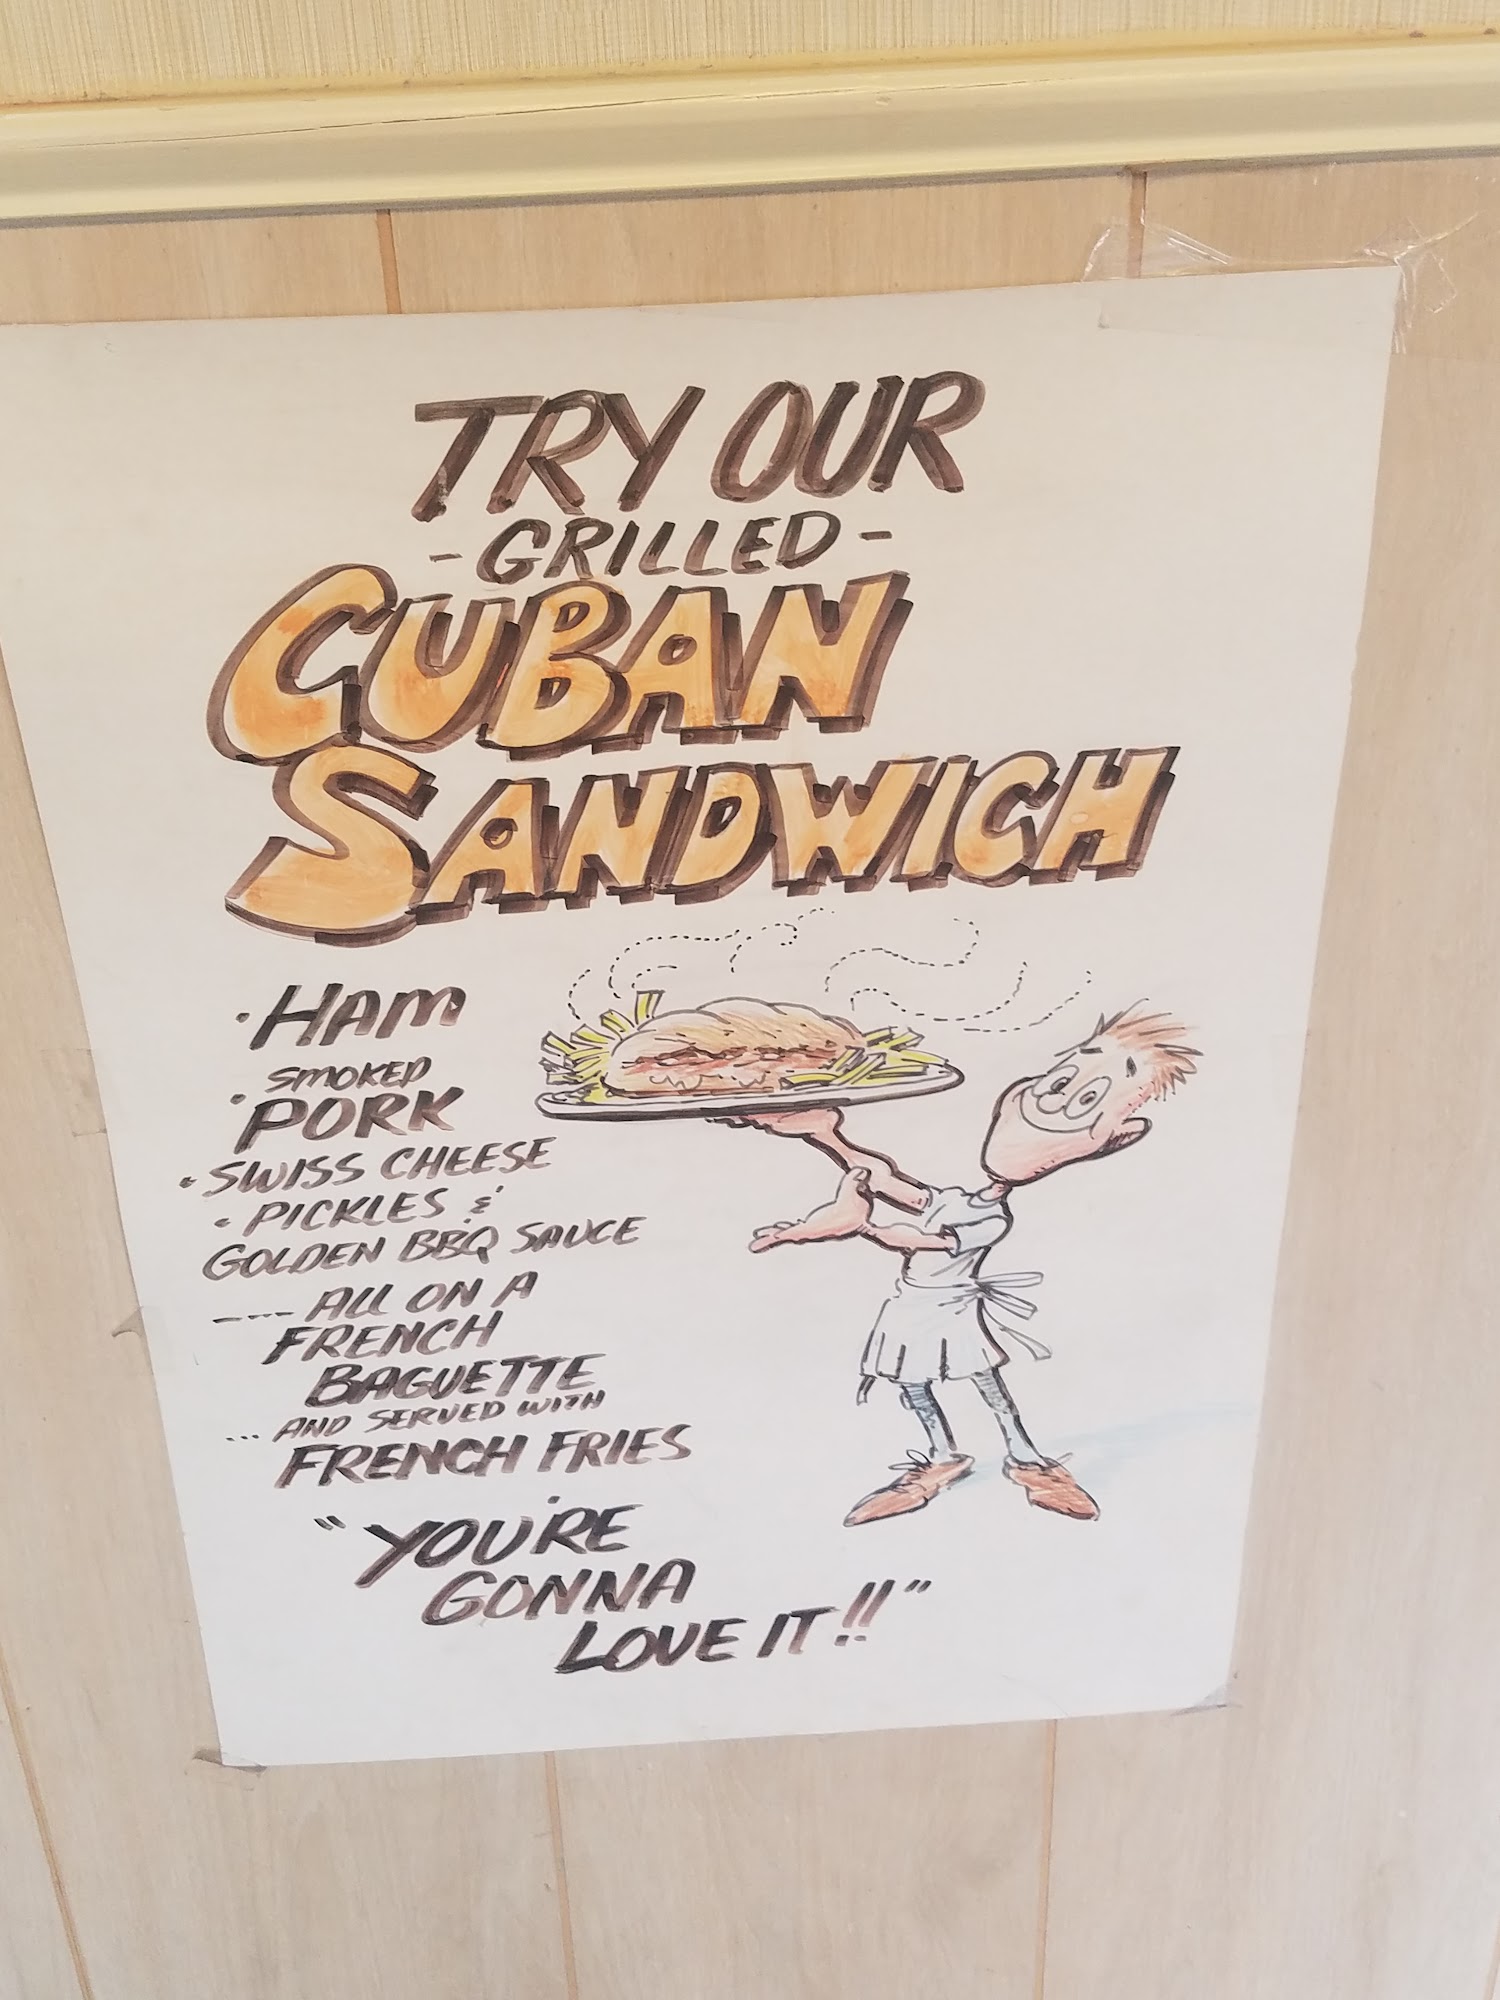 TRY OUR
- GRILLED -
CUBAN
SANDWICH
• HAM
• SMOKED
PORK
• SWISS CHEESE
• PICKLES &
GOLDEN BBQ SAUCE
---- ALL ON A
FRENCH
BAGUETTE
... AND SERVED WITH
FRENCH FRIES
"YOU'RE
GONNA
LOVE IT!!"